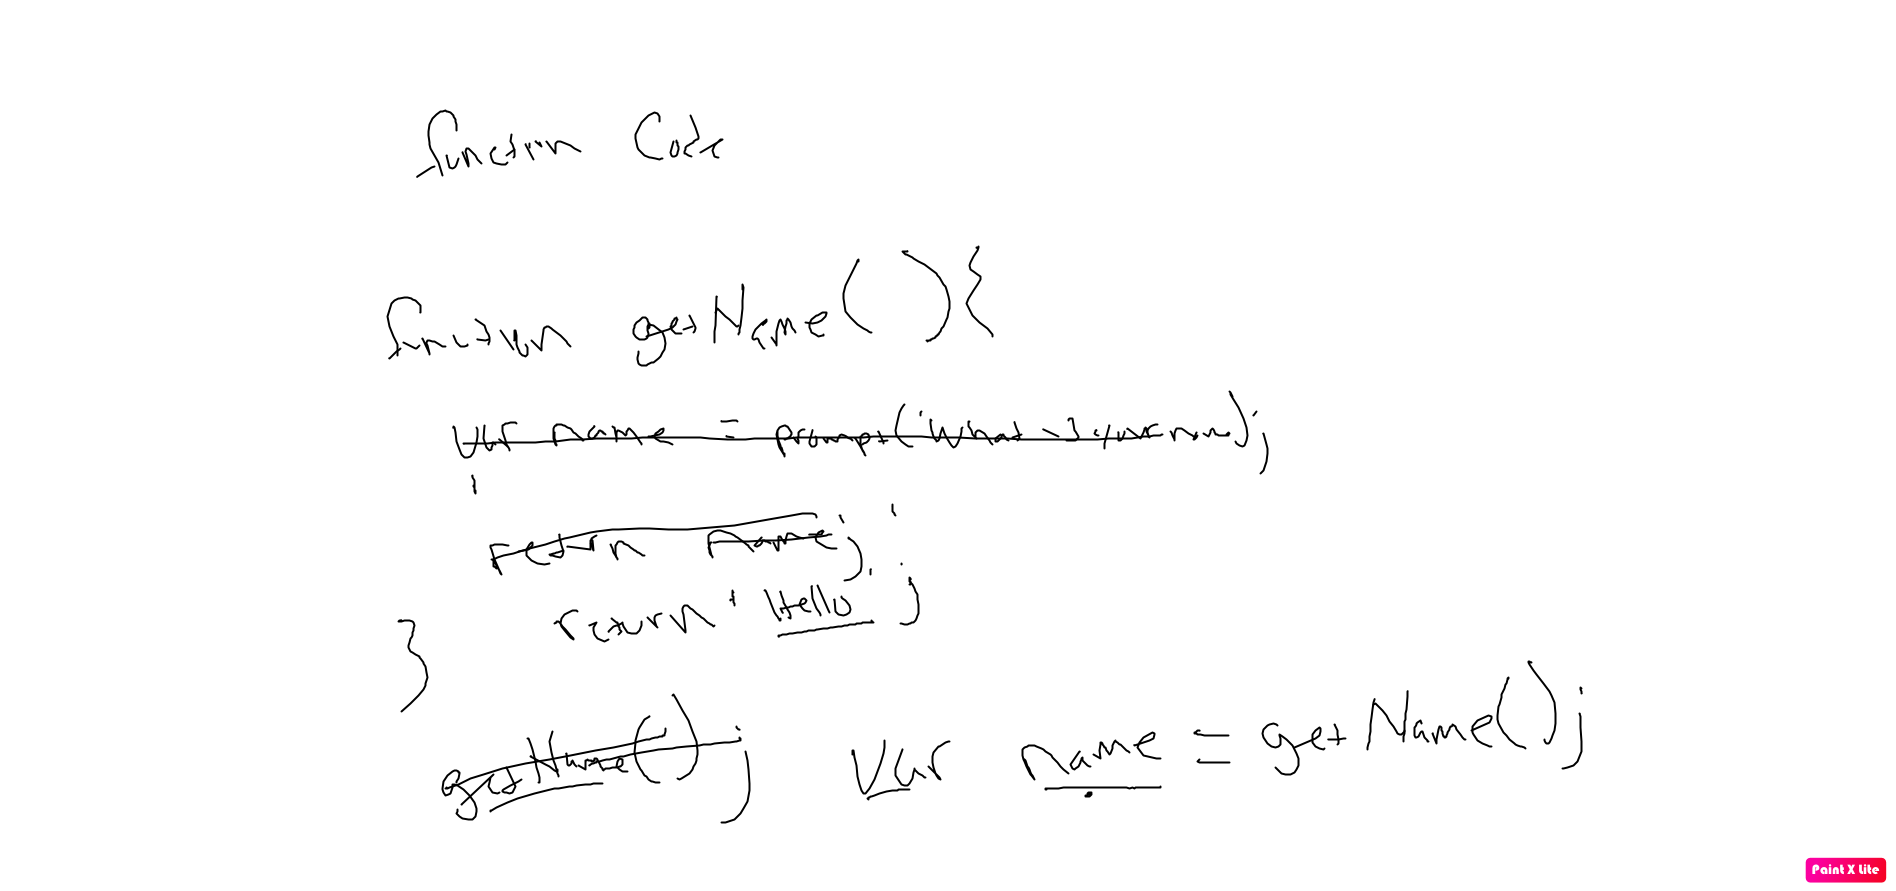 function Code
function getName( ){
var name = prompt('What is your name);
return name;
return 'Hello';
}
getName(); var name = getName();
Paint X Lite